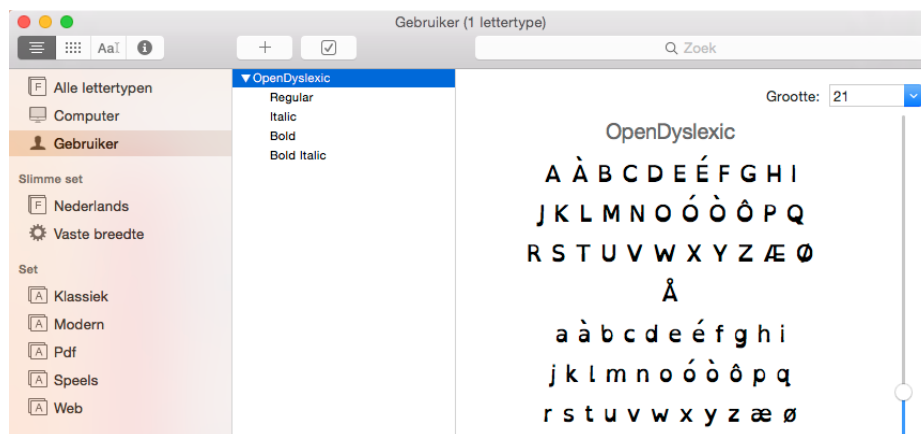 Gebruiker (1 lettertype)
AaI
Zoek
Alle lettertypen
Computer
Gebruiker
Slimme set
Nederlands
Vaste breedte
Set
Klassiek
Modern
Pdf
Speels
Web
OpenDyslexic
Regular
Italic
Bold
Bold Italic
Grootte: 21
OpenDyslexic
A À B C D E É F G H I
J K L M N O Ó Ò Ô P Q
R S T U V W X Y Z Æ Ø
Å
a à b c d e é f g h i
j k l m n o ó ò ô p q
r s t u v w x y z æ ø